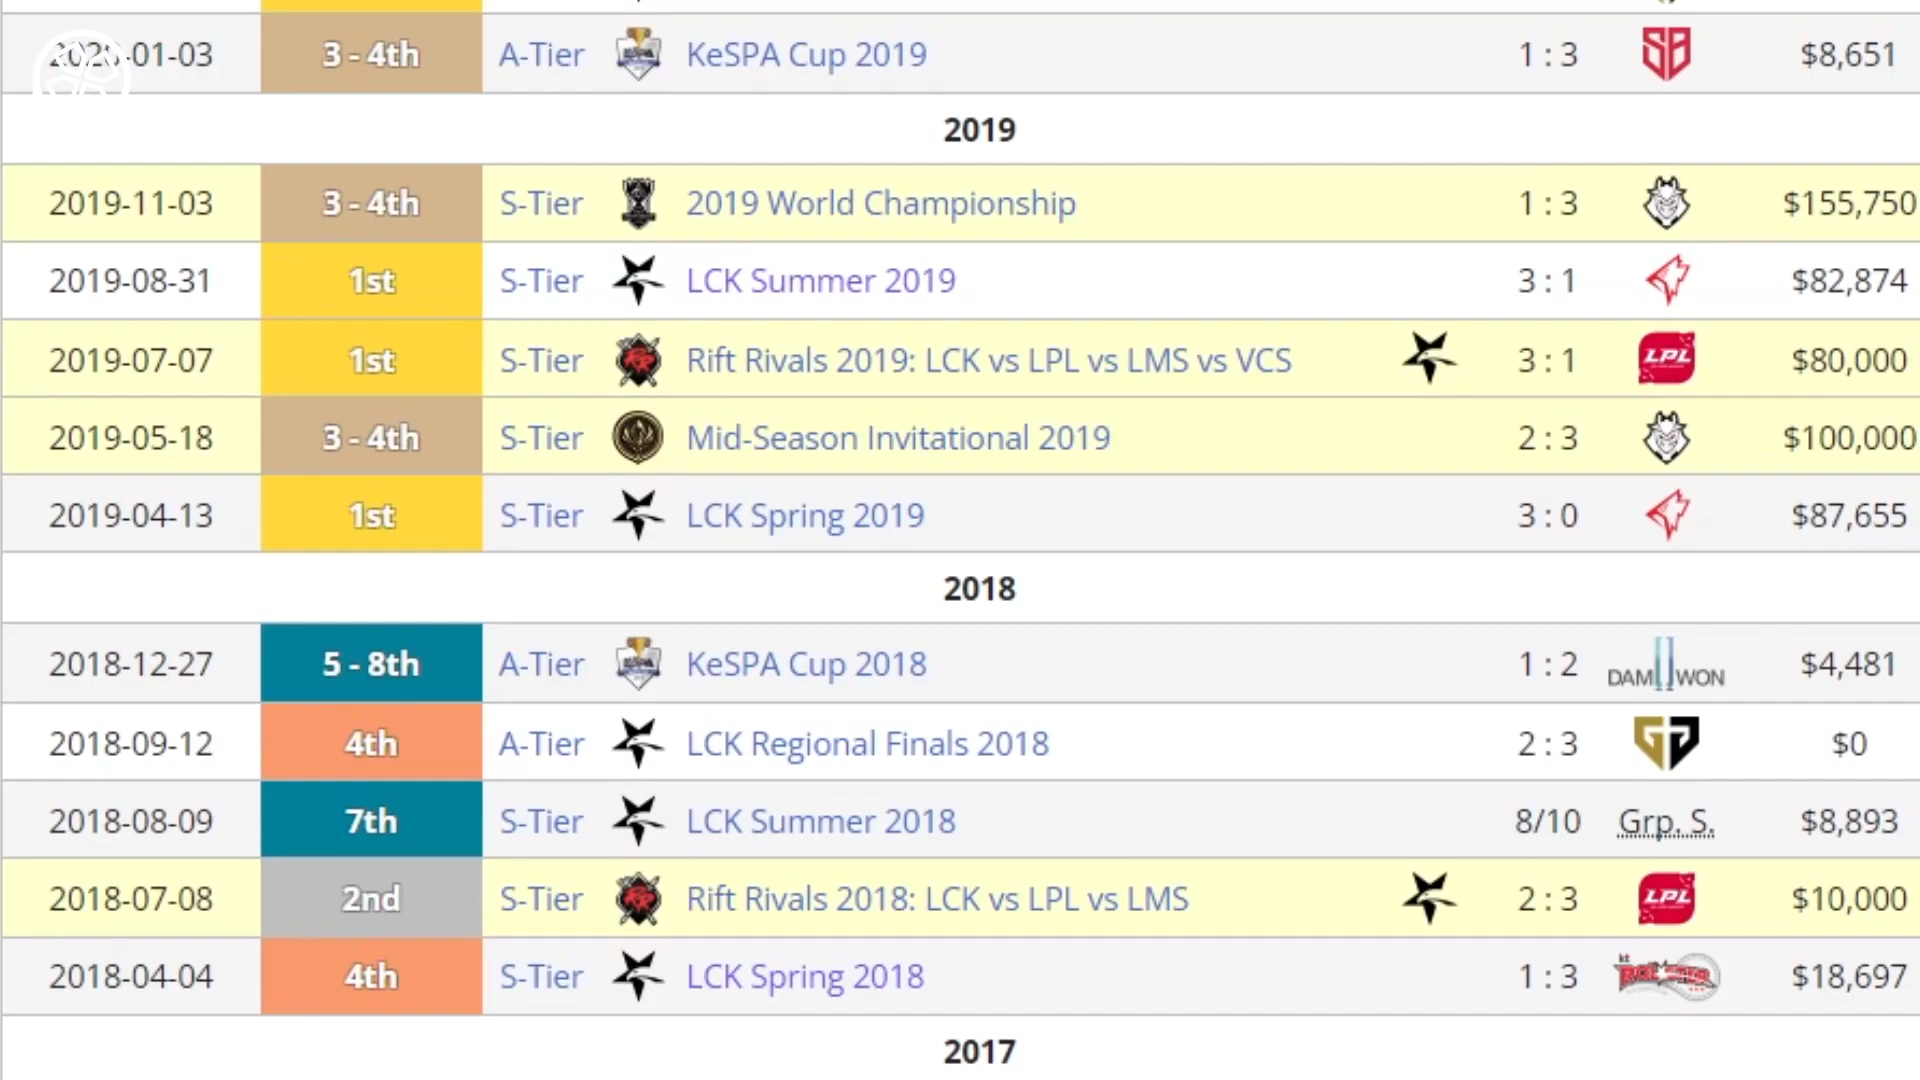 2020-01-03 3 - 4th A-Tier KeSPA Cup 2019 1 : 3 $8,651
2019
2019-11-03 3 - 4th S-Tier 2019 World Championship 1 : 3 $155,750
2019-08-31 1st S-Tier LCK Summer 2019 3 : 1 $82,874
2019-07-07 1st S-Tier Rift Rivals 2019: LCK vs LPL vs LMS vs VCS 3 : 1 LPL $80,000
2019-05-18 3 - 4th S-Tier Mid-Season Invitational 2019 2 : 3 $100,000
2019-04-13 1st S-Tier LCK Spring 2019 3 : 0 $87,655
2018
2018-12-27 5 - 8th A-Tier KeSPA Cup 2018 1 : 2 DAMWON $4,481
2018-09-12 4th A-Tier LCK Regional Finals 2018 2 : 3 $0
2018-08-09 7th S-Tier LCK Summer 2018 8/10 Grp. S. $8,893
2018-07-08 2nd S-Tier Rift Rivals 2018: LCK vs LPL vs LMS 2 : 3 LPL $10,000
2018-04-04 4th S-Tier LCK Spring 2018 1 : 3 kt $18,697
2017